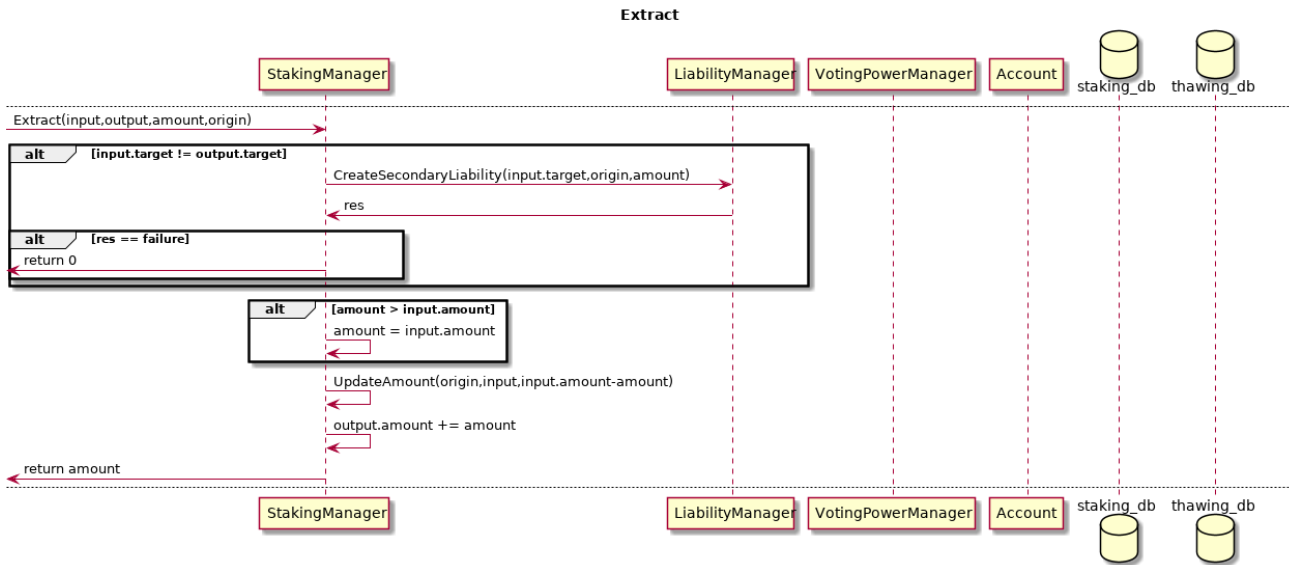 Extract
StakingManager
LiabilityManager
VotingPowerManager
Account
staking_db
thawing_db
Extract(input,output,amount,origin)
alt [input.target != output.target]
CreateSecondaryLiability(input.target,origin,amount)
res
alt [res == failure]
return 0
alt [amount > input.amount]
amount = input.amount
UpdateAmount(origin,input,input.amount-amount)
output.amount += amount
return amount
StakingManager
LiabilityManager
VotingPowerManager
Account
staking_db
thawing_db